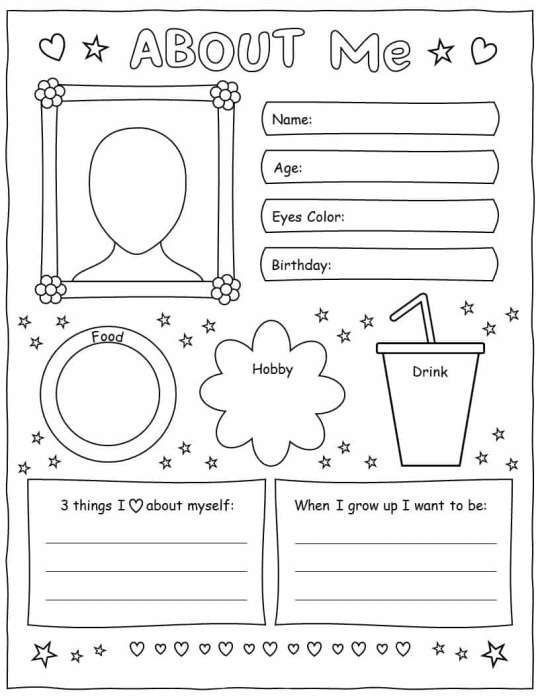 ABOUT Me
Name:
Age:
Eyes Color:
Birthday:
Food
Hobby
Drink
3 things I ♡ about myself:
When I grow up I want to be: